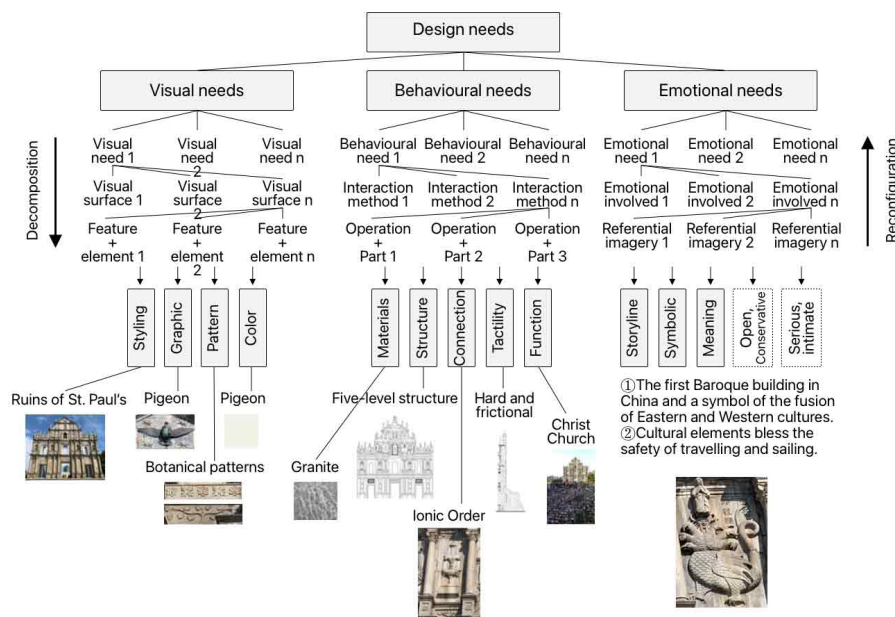 Design needs
Visual needs
Behavioural needs
Emotional needs
Decomposition
Visual
need 1
Visual
need
2
Visual
need n
Behavioural
need 1
Behavioural
need 2
Behavioural
need n
Emotional
need 1
Emotional
need 2
Emotional
need n
Reconfiguration
Visual
surface 1
Visual
surface
2
Visual
surface n
Interaction
method 1
Interaction
method 2
Interaction
method n
Emotional
involved 1
Emotional
involved 2
Emotional
involved n
Feature
+
element 1
Feature
+
element
2
Feature
+
element n
Operation
+
Part 1
Operation
+
Part 2
Operation
+
Part 3
Referential
imagery 1
Referential
imagery 2
Referential
imagery n
Styling
Graphic
Pattern
Color
Materials
Structure
Connection
Tactility
Function
Storyline
Symbolic
Meaning
Open,
Conservative
Serious,
intimate
Ruins of St. Paul's
Pigeon
Pigeon
Botanical patterns
Five-level structure
Granite
Ionic Order
Hard and
frictional
Christ
Church
①The first Baroque building in
China and a symbol of the fusion
of Eastern and Western cultures.
②Cultural elements bless the
safety of travelling and sailing.